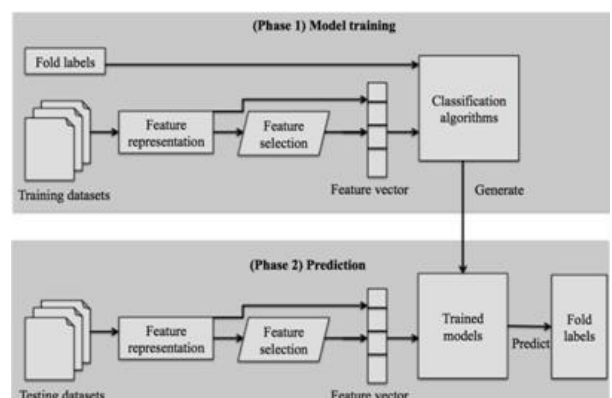 (Phase 1) Model training
Fold labels
Classification
algorithms
Feature
representation
Feature
selection
Training datasets
Feature vector
Generate
(Phase 2) Prediction
Feature
representation
Feature
selection
Trained
models
Predict
Fold
labels
Testing datasets
Feature vector